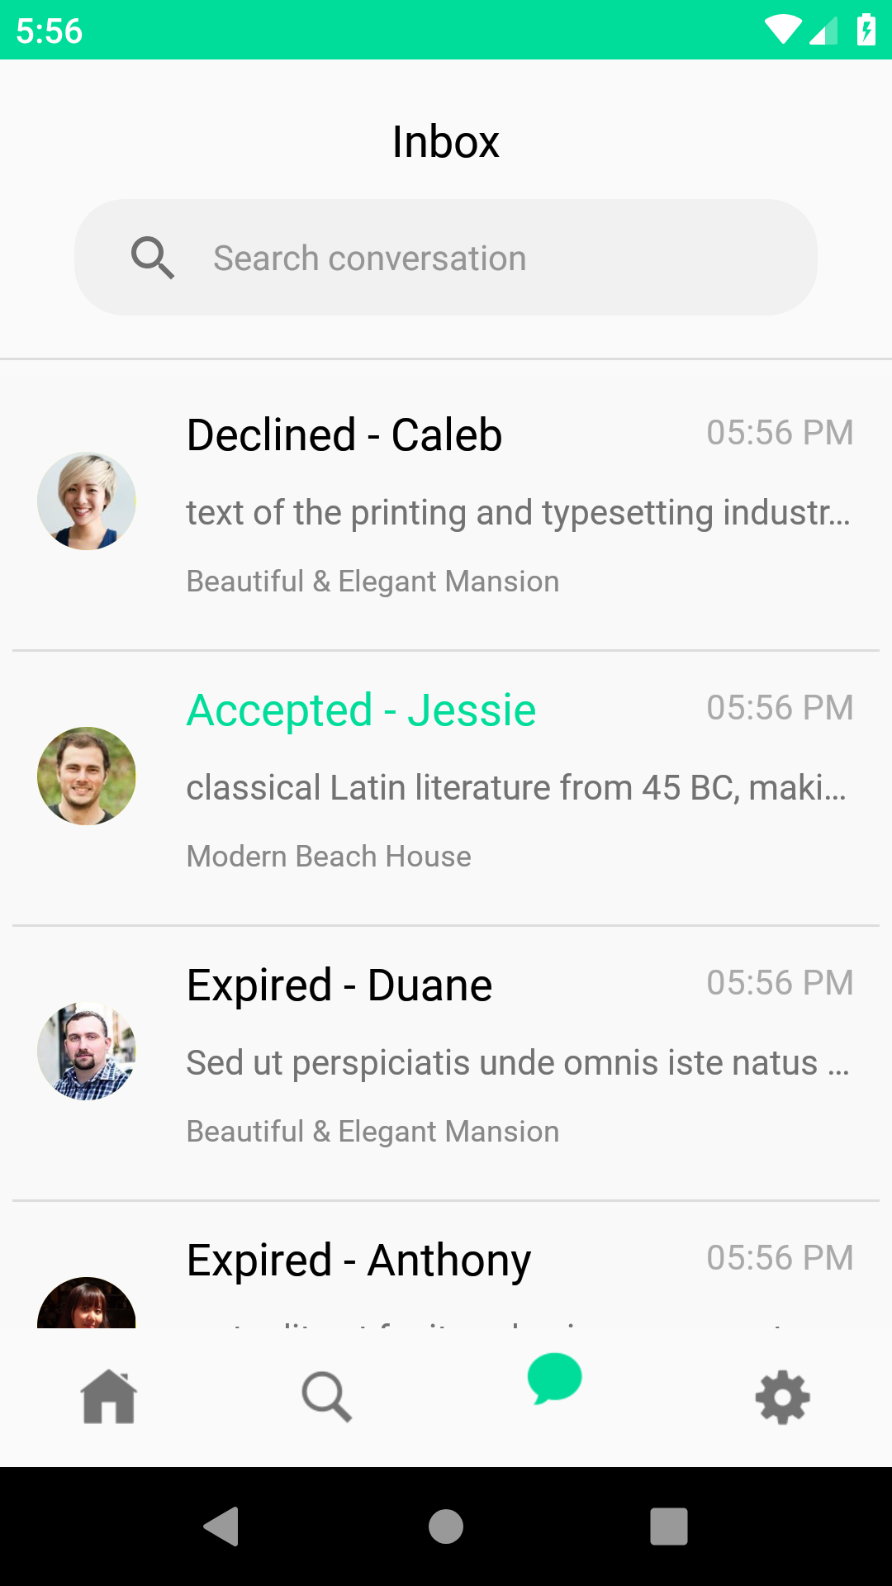 5:56
Inbox
Search conversation
Declined - Caleb
05:56 PM
text of the printing and typesetting industr...
Beautiful & Elegant Mansion
Accepted - Jessie
05:56 PM
classical Latin literature from 45 BC, maki...
Modern Beach House
Expired - Duane
05:56 PM
Sed ut perspiciatis unde omnis iste natus ...
Beautiful & Elegant Mansion
Expired - Anthony
05:56 PM